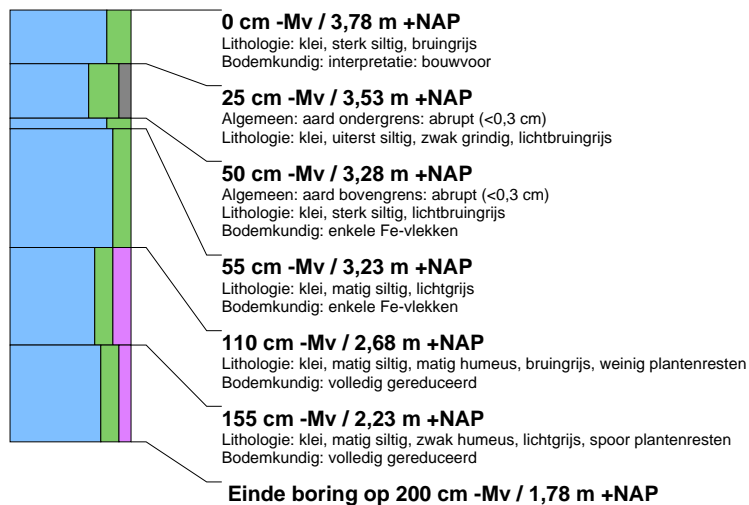 0 cm -Mv / 3,78 m +NAP
Lithologie: klei, sterk siltig, bruingrijs
Bodemkundig: interpretatie: bouwvoor
25 cm -Mv / 3,53 m +NAP
Algemeen: aard ondergrens: abrupt (<0,3 cm)
Lithologie: klei, uiterst siltig, zwak grindig, lichtbruingrijs
50 cm -Mv / 3,28 m +NAP
Algemeen: aard bovengrens: abrupt (<0,3 cm)
Lithologie: klei, sterk siltig, lichtbruingrijs
Bodemkundig: enkele Fe-vlekken
55 cm -Mv / 3,23 m +NAP
Lithologie: klei, matig siltig, lichtgrijs
Bodemkundig: enkele Fe-vlekken
110 cm -Mv / 2,68 m +NAP
Lithologie: klei, matig siltig, matig humeus, bruingrijs, weinig plantenresten
Bodemkundig: volledig gereduceerd
155 cm -Mv / 2,23 m +NAP
Lithologie: klei, matig siltig, zwak humeus, lichtgrijs, spoor plantenresten
Bodemkundig: volledig gereduceerd
Einde boring op 200 cm -Mv / 1,78 m +NAP